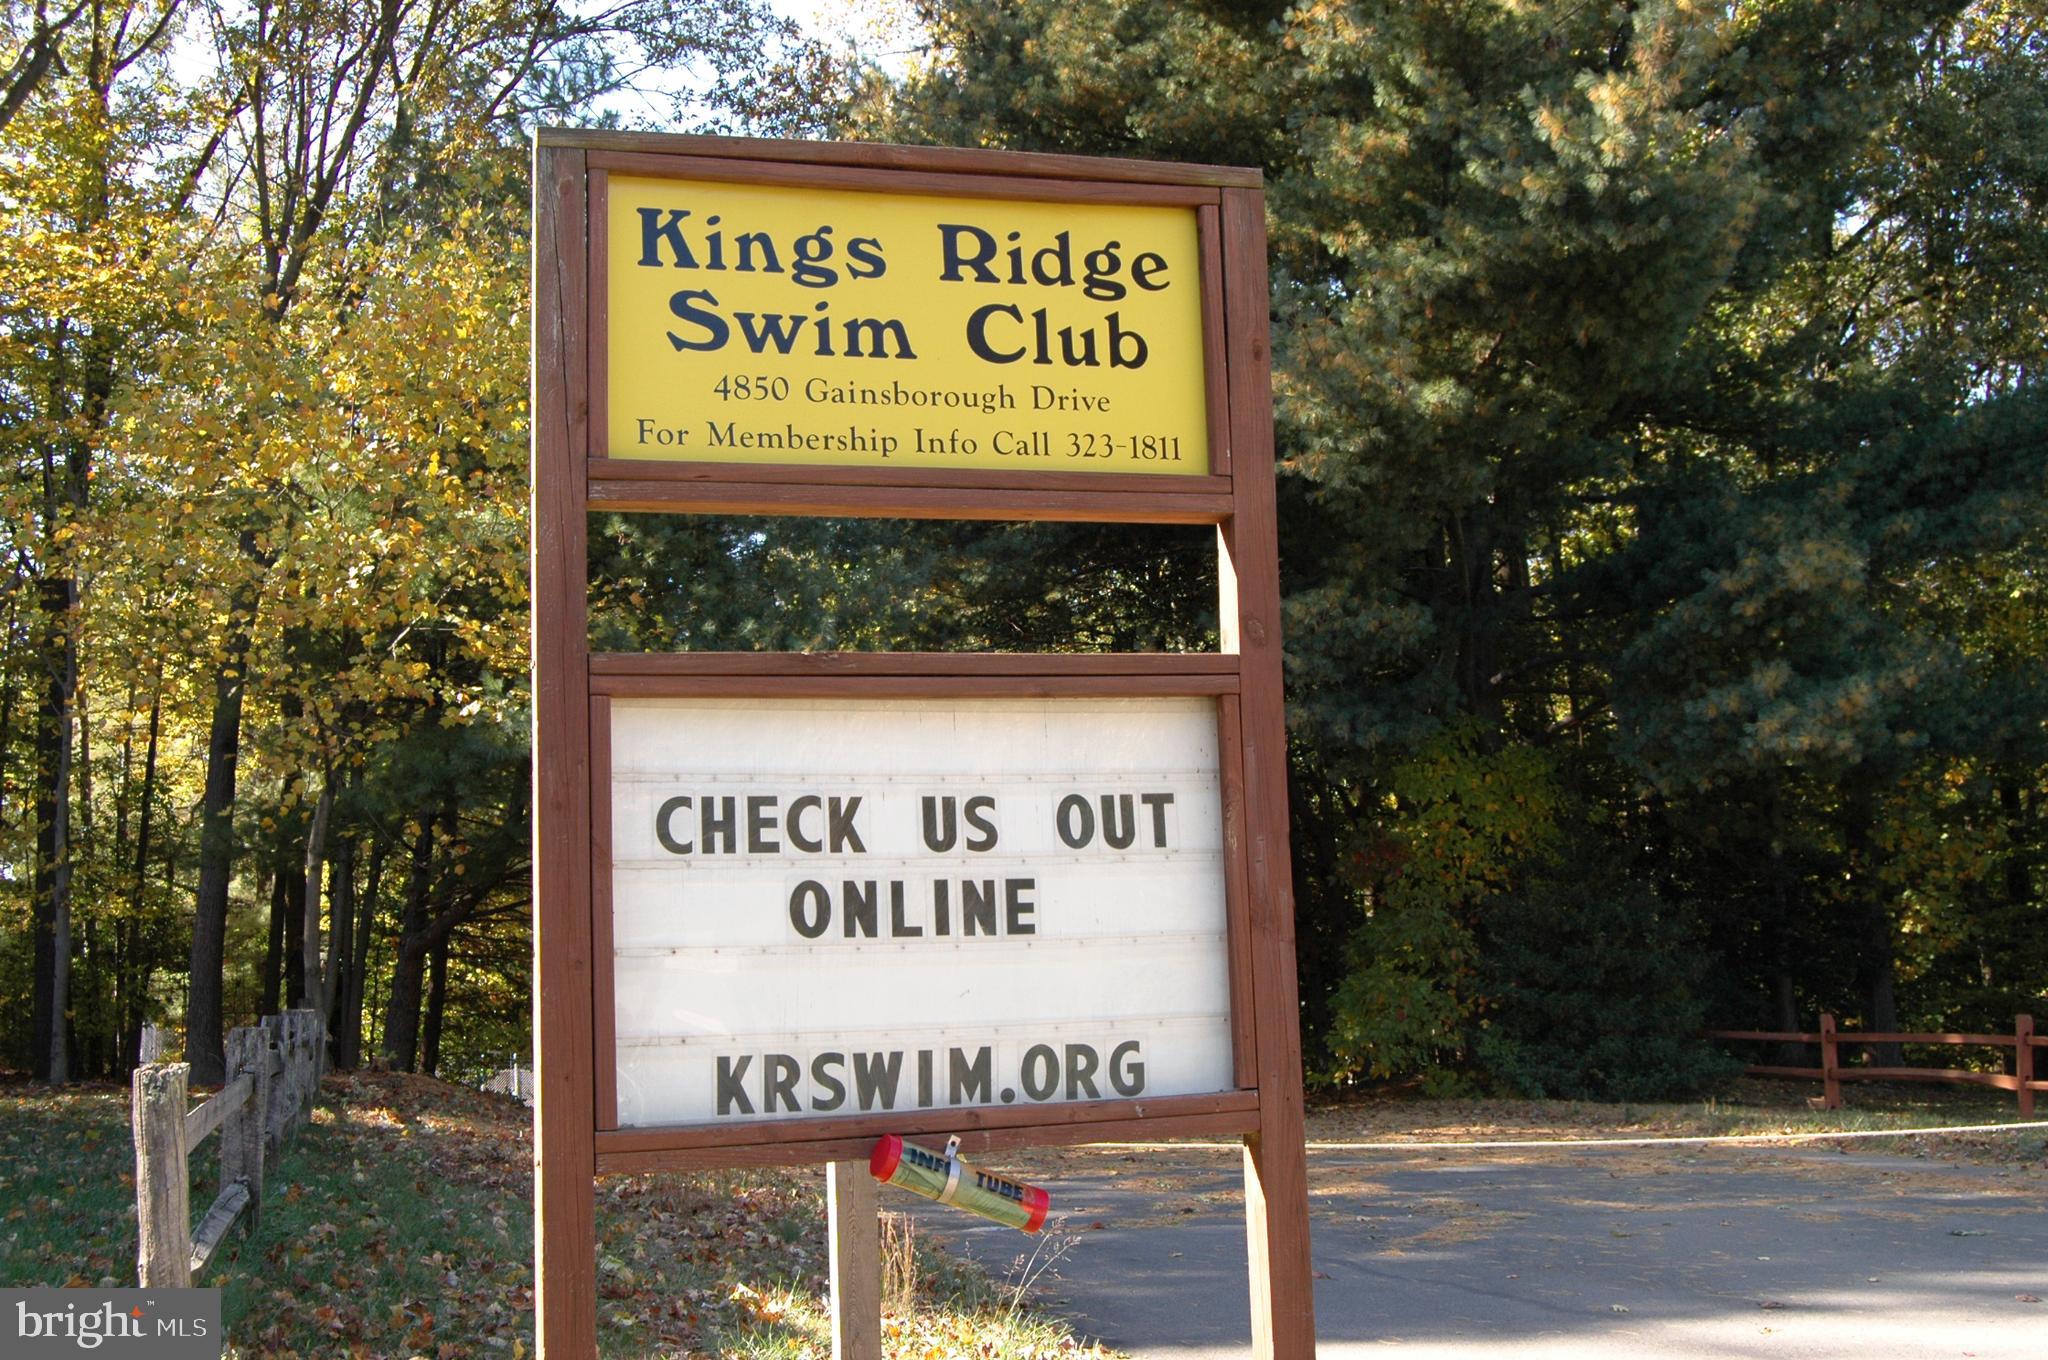 Kings Ridge
Swim Club
4850 Gainsborough Drive
For Membership Info Call 323-1811
CHECK US OUT
ONLINE
KRSWIM.ORG
INFO TUBE
bright™ MLS